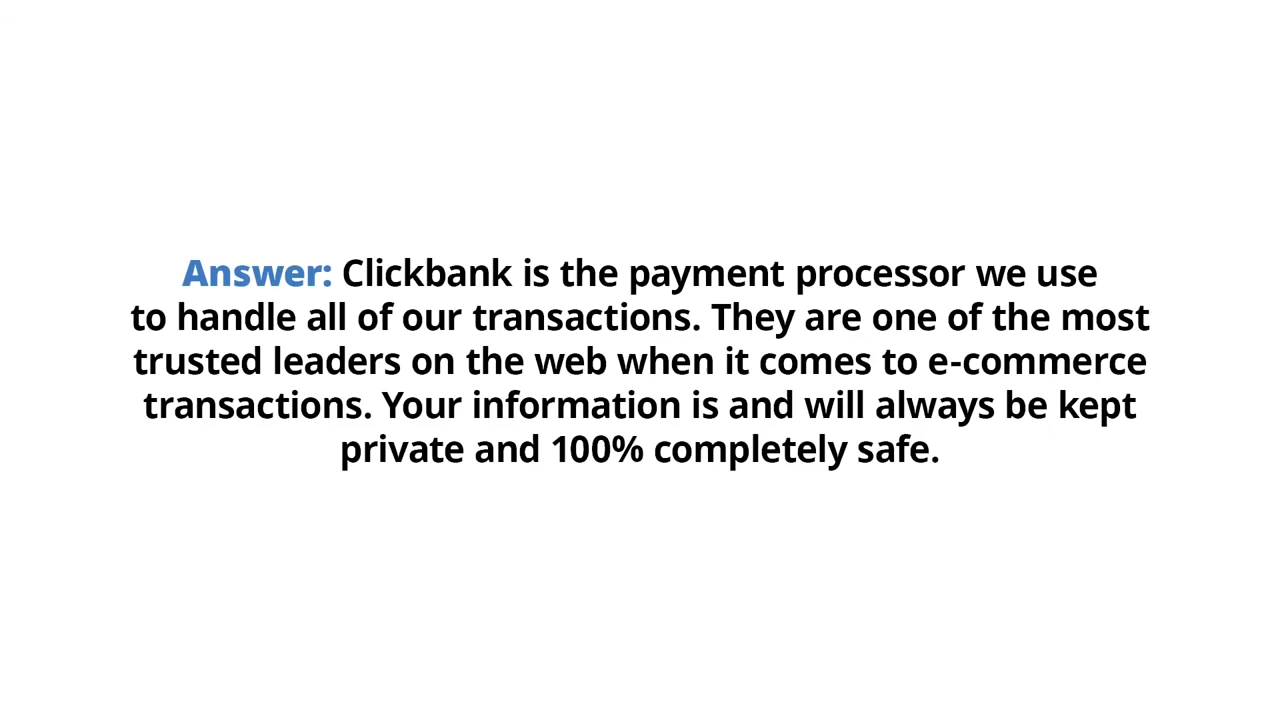 Answer: Clickbank is the payment processor we use
to handle all of our transactions. They are one of the most
trusted leaders on the web when it comes to e-commerce
transactions. Your information is and will always be kept
private and 100% completely safe.